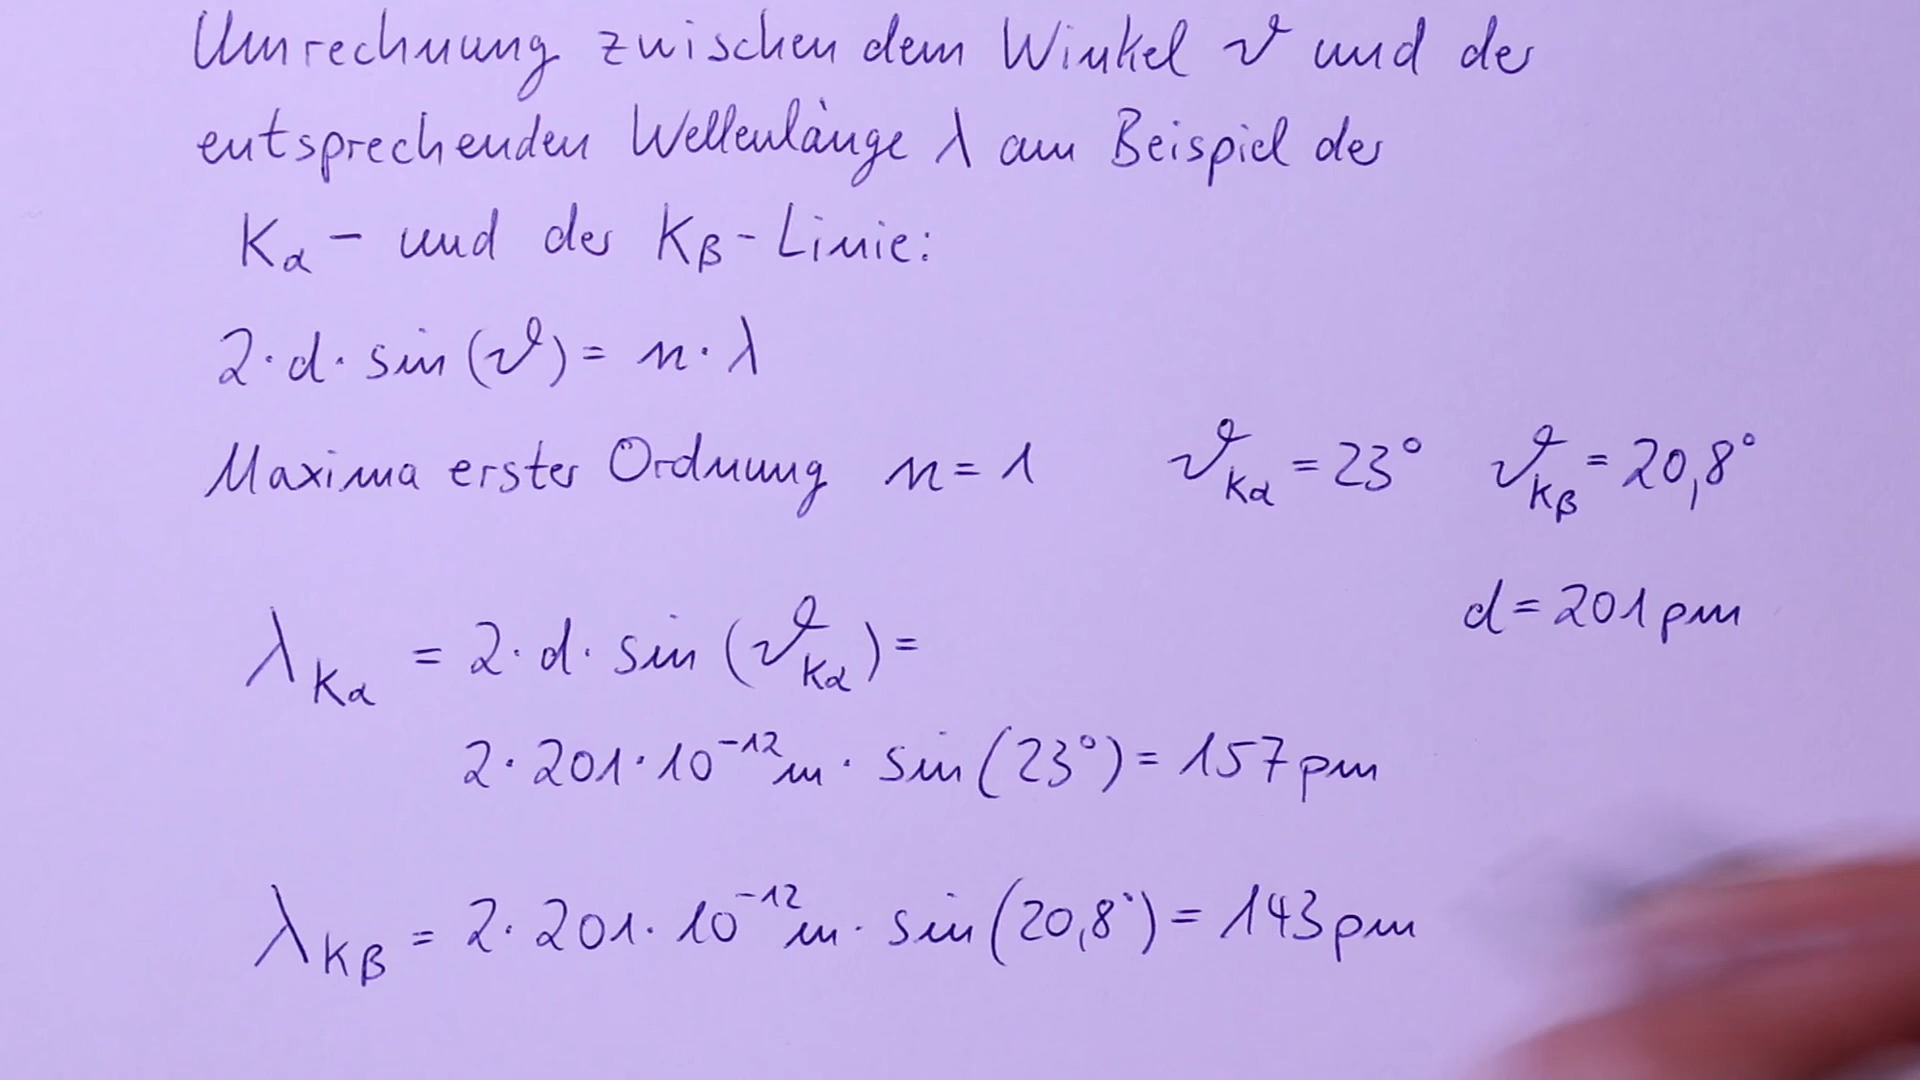 Umrechnung zwischen dem Winkel ϑ und der
entsprechenden Wellenlänge λ am Beispiel der
Kα - und der Kβ-Linie:
2·d·sin(ϑ) = n·λ
Maxima erster Ordnung n = 1 ϑKα = 23° ϑKβ = 20,8°
d = 201 pm
λKα = 2·d·sin(ϑKα) =
2·201·10⁻¹²m·sin(23°) = 157 pm
λKβ = 2·201·10⁻¹²m·sin(20,8°) = 143 pm